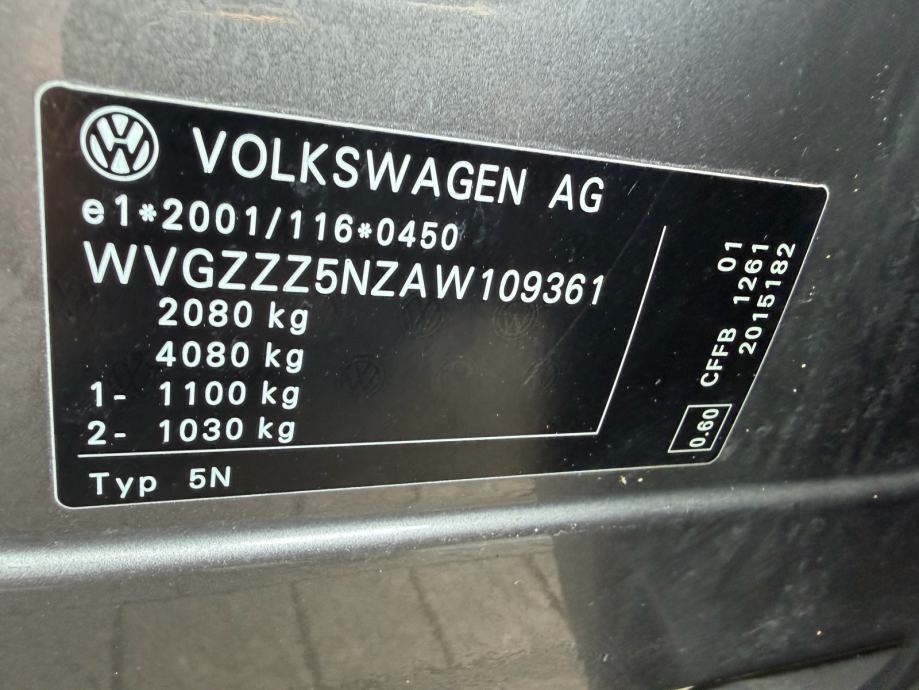 VOLKSWAGEN AG
e1*2001/116*0450
WVGZZZ5NZAW109361
2080 kg
4080 kg
1- 1100 kg
2- 1030 kg
Typ 5N
01
CFFB 1261
2015182
0.60